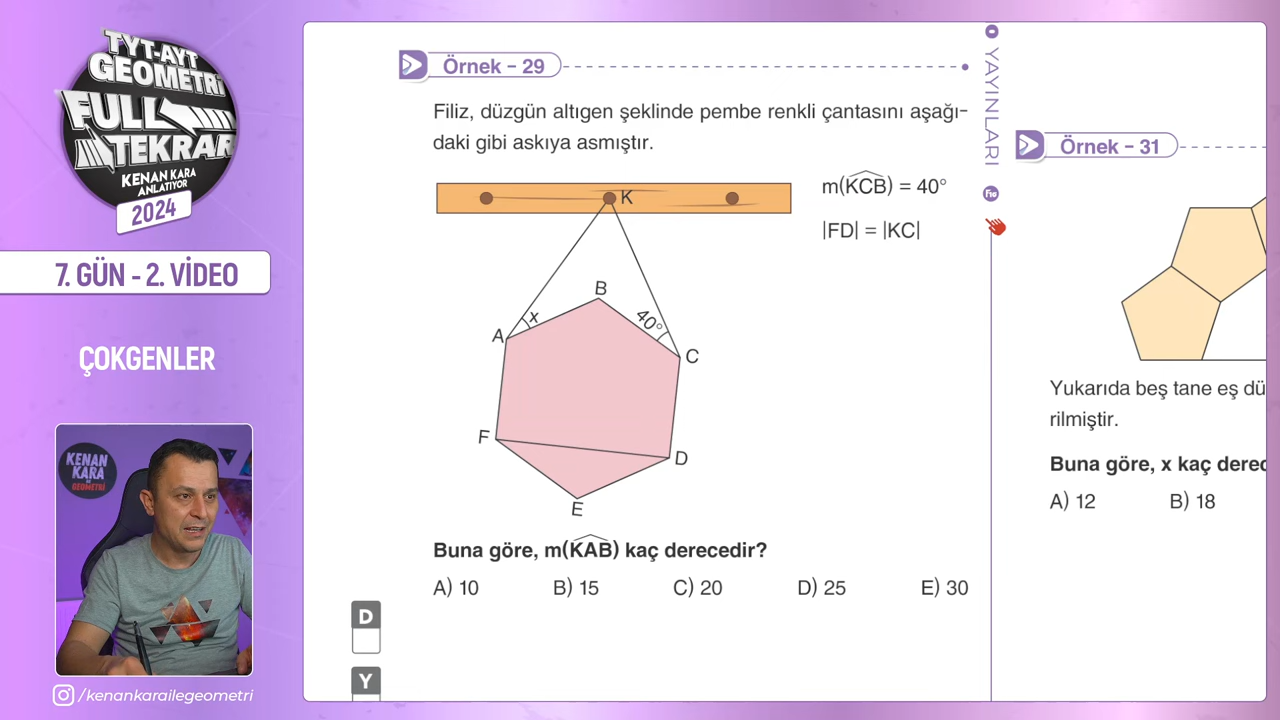 TYT-AYT
GEOMETRİ
FULL
TEKRAR
KENAN KARA
ANLATIYOR
2024
7. GÜN - 2. VİDEO
ÇOKGENLER
KENAN
KARA
GEOMETRİ
/kenankarailegeometri
Örnek - 29
Filiz, düzgün altıgen şeklinde pembe renkli çantasını aşağı-
daki gibi askıya asmıştır.
K
m(KCB) = 40°
|FD| = |KC|
B
x
40°
A
C
F
D
E
Buna göre, m(KAB) kaç derecedir?
A) 10 B) 15 C) 20 D) 25 E) 30
D
Y
YAYINLARI
Örnek - 31
Yukarıda beş tane eş dü
rilmiştir.
Buna göre, x kaç derec
A) 12 B) 18